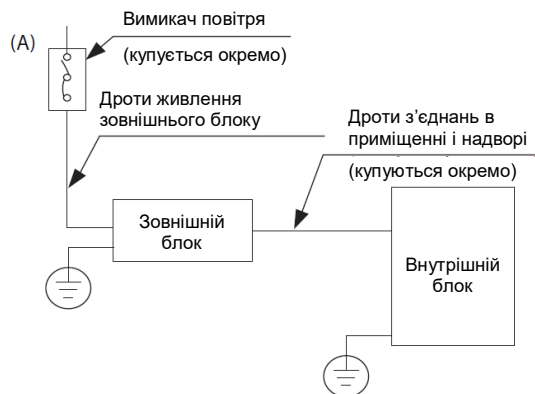 (A)
Вимикач повітря
(купується окремо)
Дроти живлення
зовнішнього блоку
Дроти з’єднань в
приміщенні і надворі
(купуються окремо)
Зовнішній
блок
Внутрішній
блок